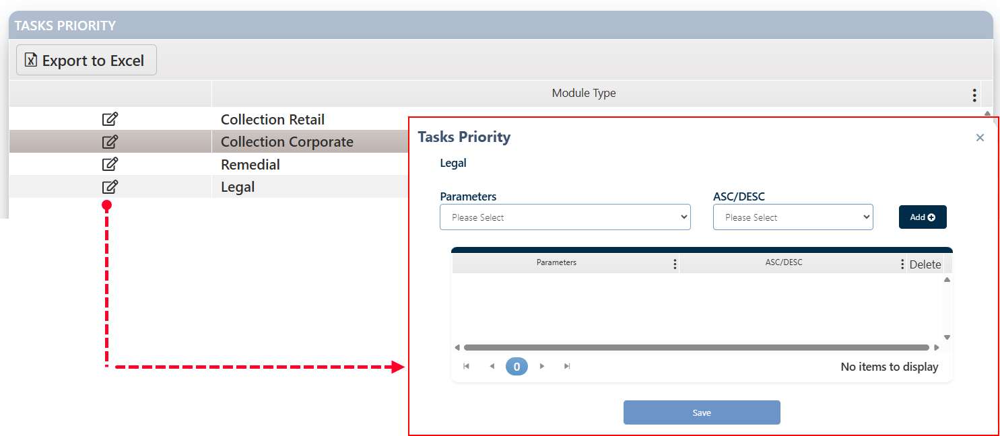 TASKS PRIORITY
Export to Excel
Module Type
Collection Retail
Collection Corporate
Remedial
Legal
Tasks Priority
Legal
Parameters ASC/DESC
Please Select Please Select Add
Parameters ASC/DESC Delete
0 No items to display
Save